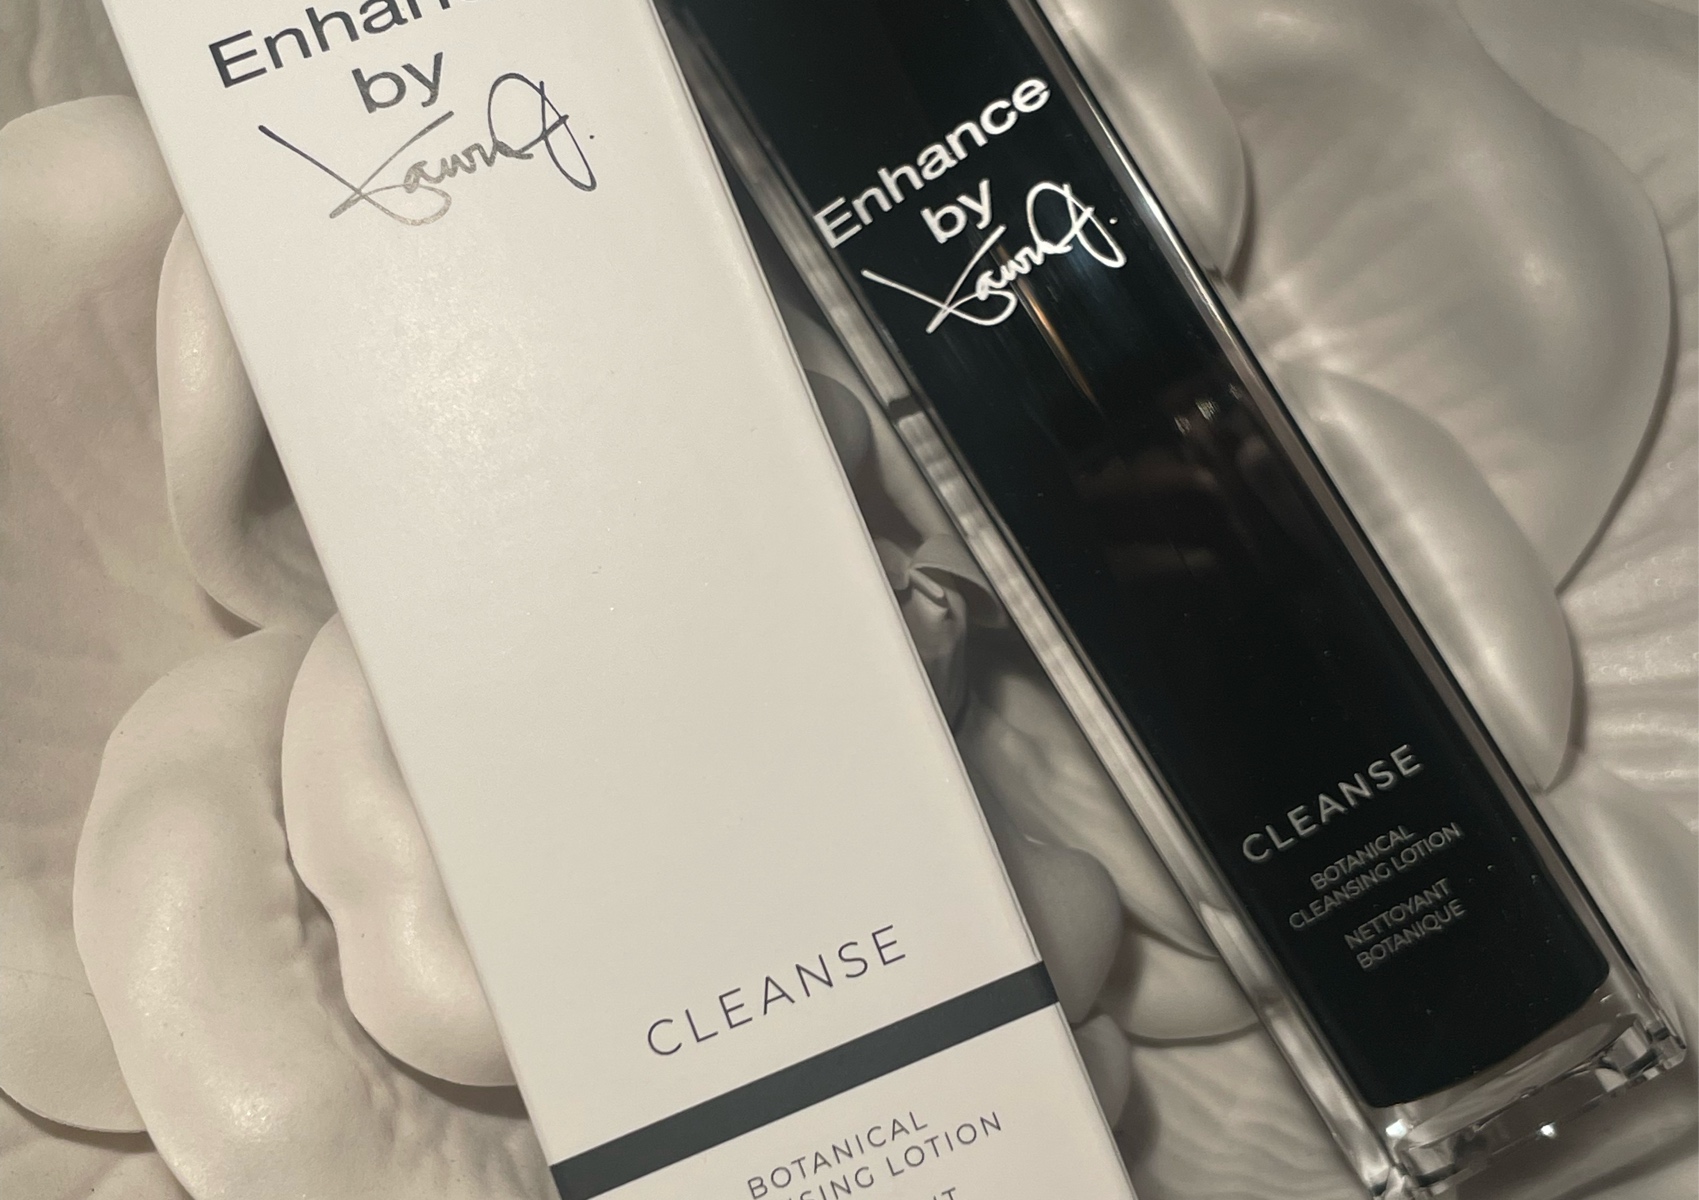 by
CLEANSE
BOTANICAL
LOTION
Enhance
by
CLEANSE
BOTANICAL
CLEANSING LOTION
NETTOYANT
BOTANIQUE